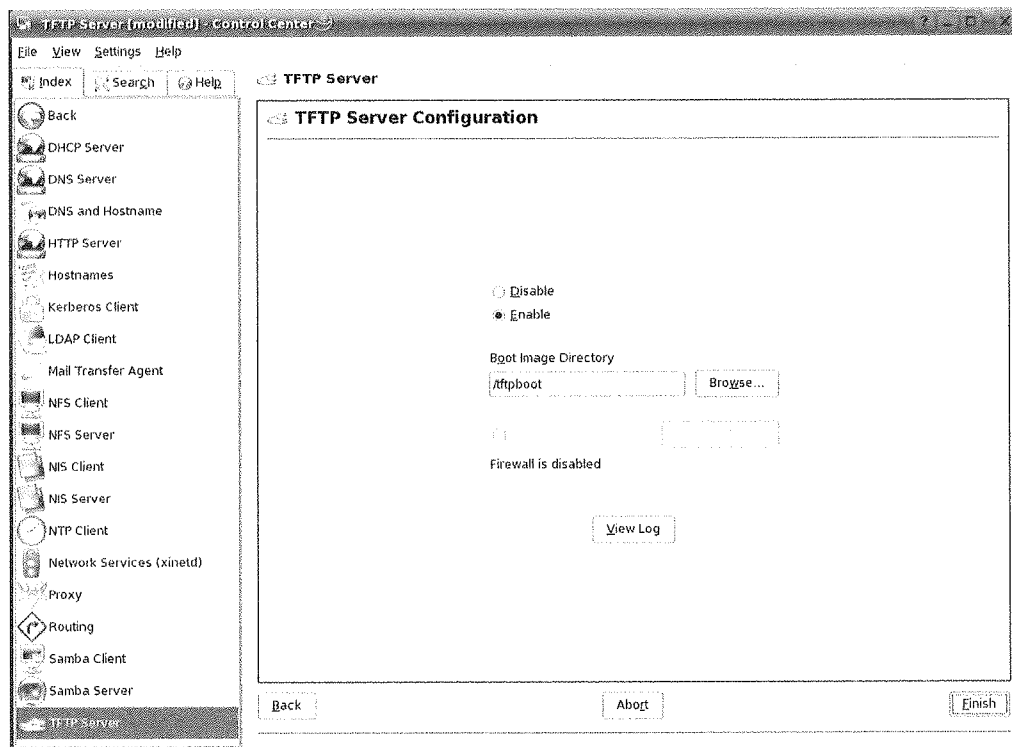 TFTP Server [modified] - Control Center
File View Settings Help
Index Search Help
Back
DHCP Server
DNS Server
DNS and Hostname
HTTP Server
Hostnames
Kerberos Client
LDAP Client
Mail Transfer Agent
NFS Client
NFS Server
NIS Client
NIS Server
NTP Client
Network Services (xinetd)
Proxy
Routing
Samba Client
Samba Server
TFTP Server
TFTP Server
TFTP Server Configuration
Disable
Enable
Boot Image Directory
/tftpboot
Browse...
Firewall is disabled
View Log
Back
Abort
Finish